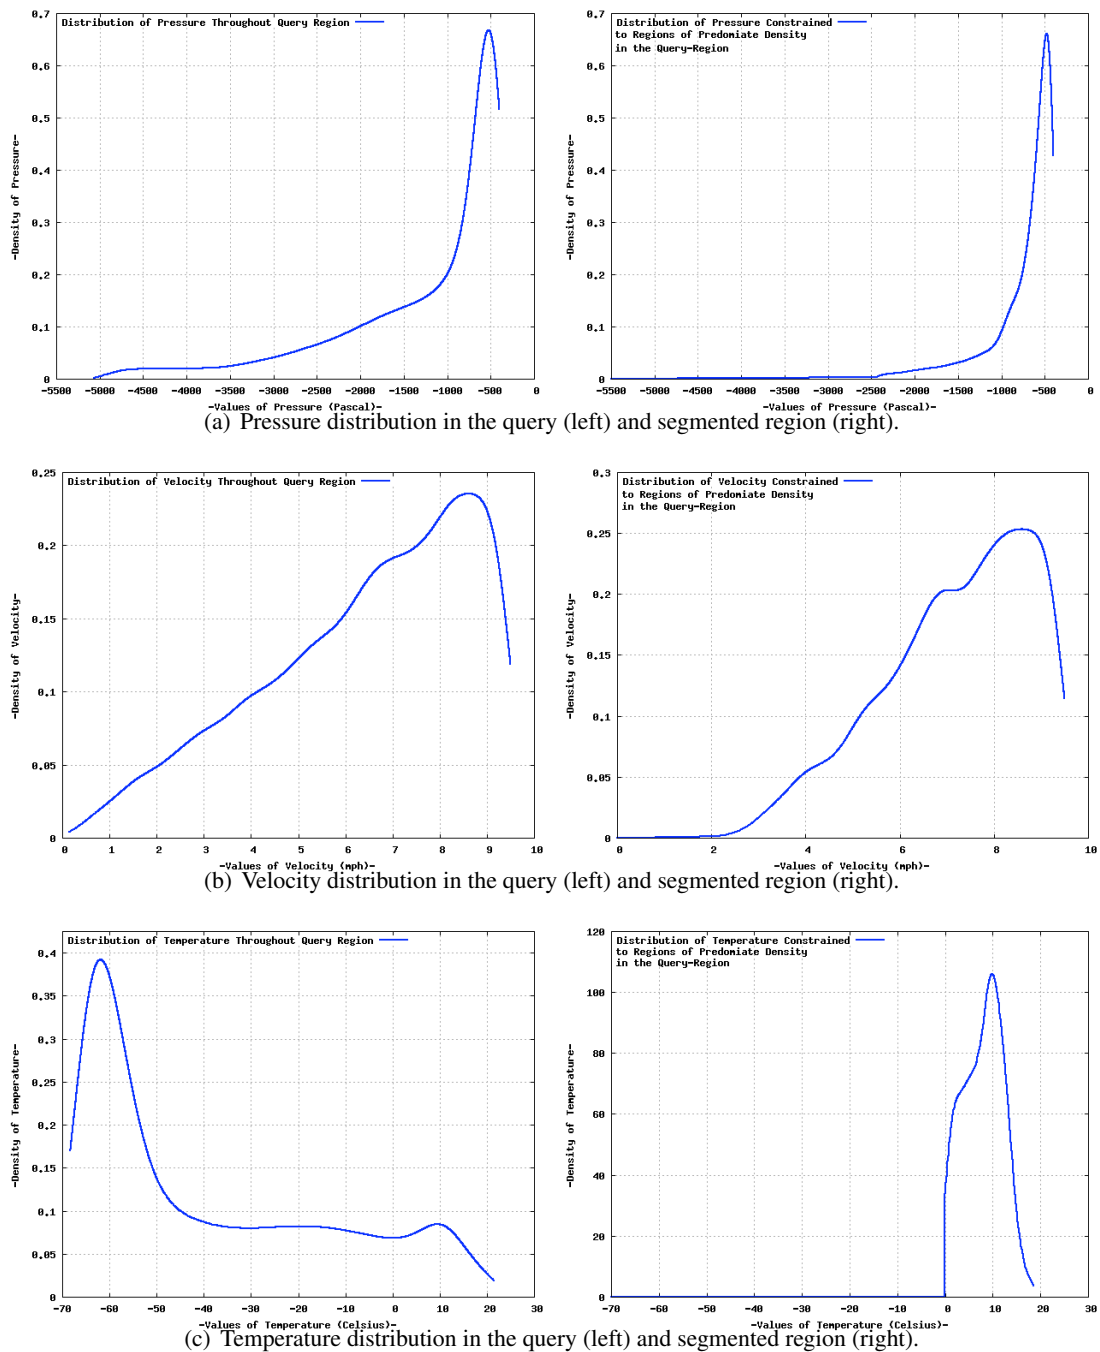 Distribution of Pressure Throughout Query Region
0.7
0.6
0.5
0.4
0.3
0.2
0.1
0
-Density of Pressure-
-5500 -5000 -4500 -4000 -3500 -3000 -2500 -2000 -1500 -1000 -500 0
-Values of Pressure (Pascal)-
Distribution of Pressure Constrained
to Regions of Predomiate Density
in the Query-Region
0.7
0.6
0.5
0.4
0.3
0.2
0.1
0
-Density of Pressure-
-5500 -5000 -4500 -4000 -3500 -3000 -2500 -2000 -1500 -1000 -500 0
-Values of Pressure (Pascal)-
(a) Pressure distribution in the query (left) and segmented region (right).
Distribution of Velocity Throughout Query Region
0.25
0.2
0.15
0.1
0.05
0
-Density of Velocity-
0 1 2 3 4 5 6 7 8 9 10
-Values of Velocity (mph)-
Distribution of Velocity Constrained
to Regions of Predomiate Density
in the Query-Region
0.3
0.25
0.2
0.15
0.1
0.05
0
-Density of Velocity-
0 2 4 6 8 10
-Values of Velocity (mph)-
(b) Velocity distribution in the query (left) and segmented region (right).
Distribution of Temperature Throughout Query Region
0.4
0.35
0.3
0.25
0.2
0.15
0.1
0.05
0
-Density of Temperature-
-70 -60 -50 -40 -30 -20 -10 0 10 20 30
-Values of Temperature (Celsius)-
Distribution of Temperature Constrained
to Regions of Predomiate Density
in the Query-Region
120
100
80
60
40
20
0
-Density of Temperature-
-70 -60 -50 -40 -30 -20 -10 0 10 20 30
-Values of Temperature (Celsius)-
(c) Temperature distribution in the query (left) and segmented region (right).